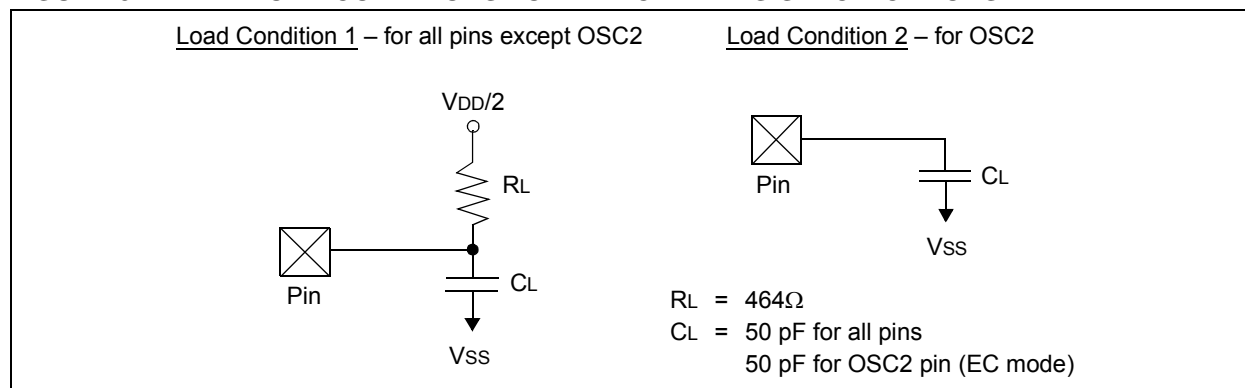 Load Condition 1 – for all pins except OSC2
VDD/2
RL
Pin
CL
VSS
Load Condition 2 – for OSC2
Pin
CL
VSS
RL = 464Ω
CL = 50 pF for all pins
50 pF for OSC2 pin (EC mode)